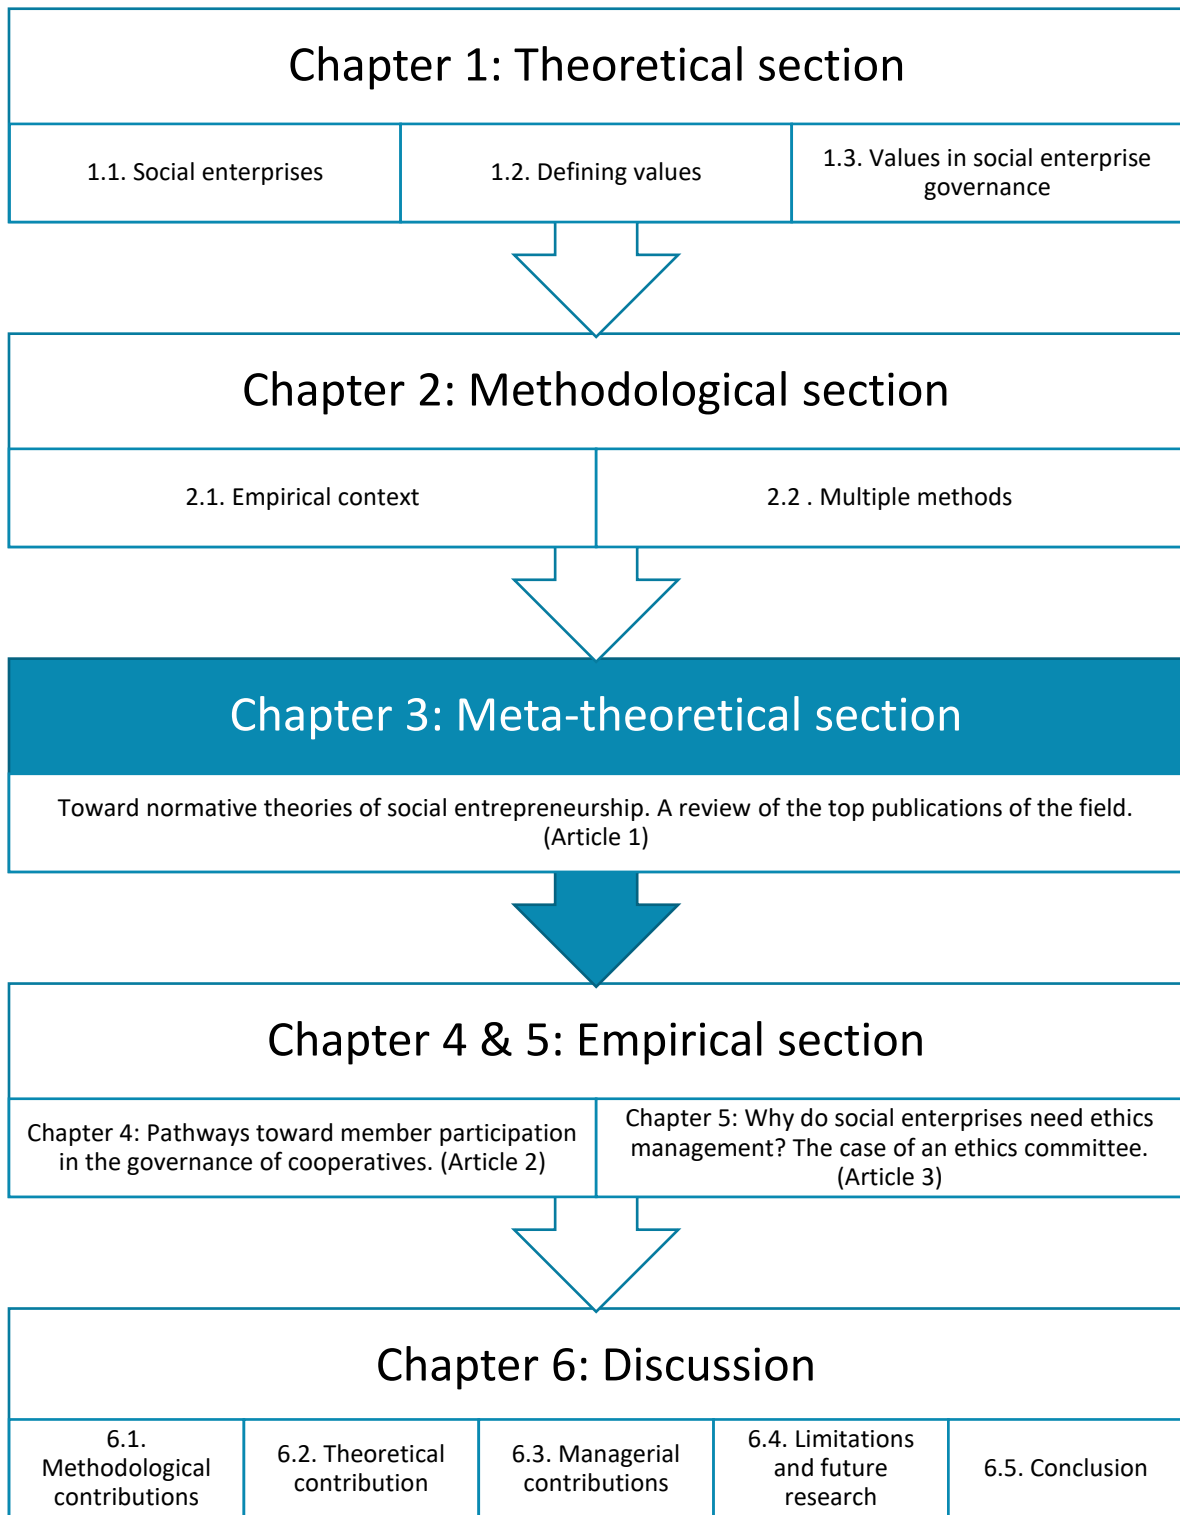 Chapter 1: Theoretical section
1.1. Social enterprises
1.2. Defining values
1.3. Values in social enterprise
governance
Chapter 2: Methodological section
2.1. Empirical context
2.2 . Multiple methods
Chapter 3: Meta-theoretical section
Toward normative theories of social entrepreneurship. A review of the top publications of the field.
(Article 1)
Chapter 4 & 5: Empirical section
Chapter 4: Pathways toward member participation
in the governance of cooperatives. (Article 2)
Chapter 5: Why do social enterprises need ethics
management? The case of an ethics committee.
(Article 3)
Chapter 6: Discussion
6.1.
Methodological
contributions
6.2. Theoretical
contribution
6.3. Managerial
contributions
6.4. Limitations
and future
research
6.5. Conclusion